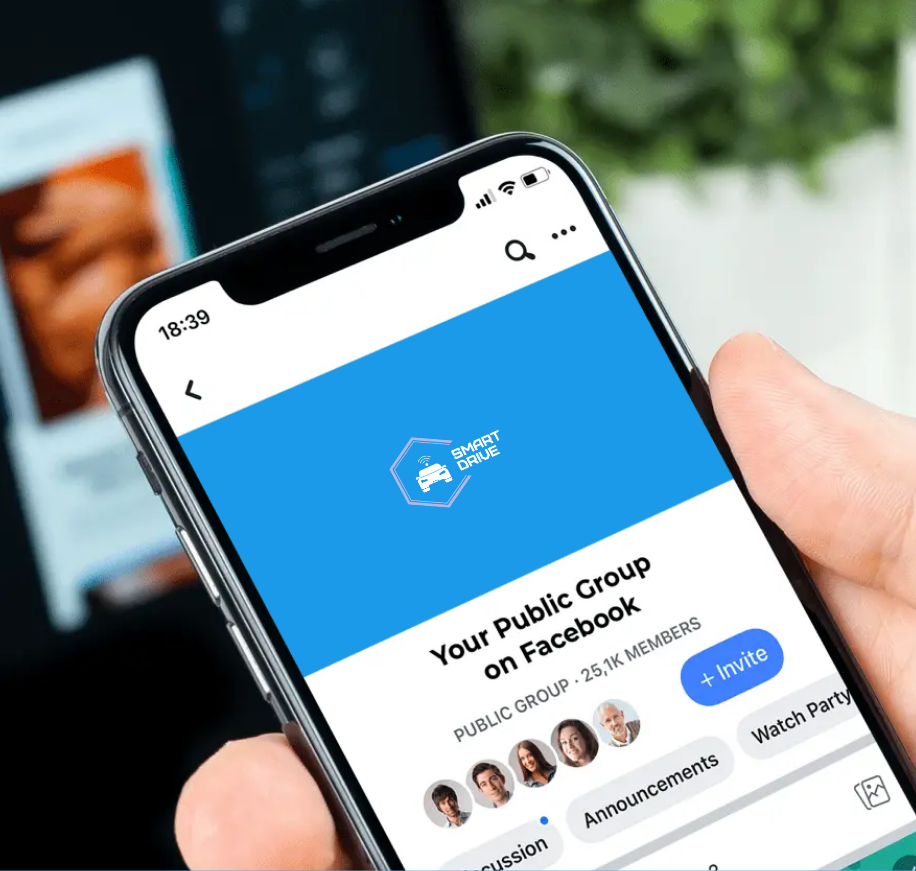 18:39
SMART
DRIVE
Your Public Group
on Facebook
PUBLIC GROUP · 25,1K MEMBERS
+ Invite
cussion
Announcements
Watch Party